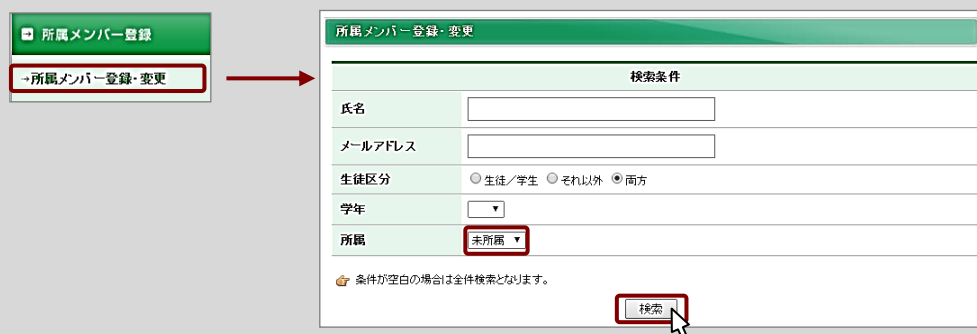 所属メンバー登録
→所属メンバー登録・変更
所属メンバー登録・変更
検索条件
氏名
メールアドレス
生徒区分 生徒／学生 それ以外 両方
学年
所属 未所属
条件が空白の場合は全件検索となります。
検索